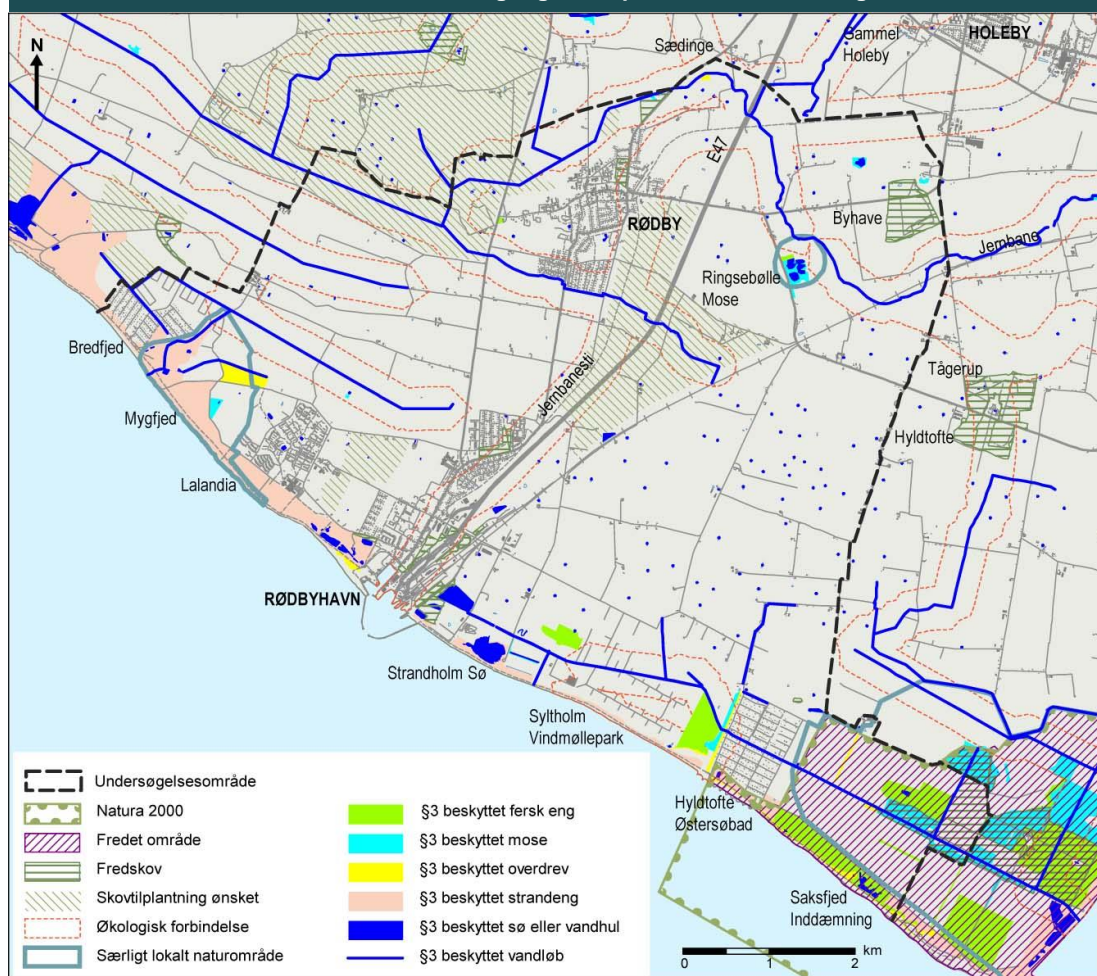 N
Sædinge
Sammel
Holeby
HOLEBY
E47
Byhave
RØDBY
Jernbane
Ringsebølle
Mose
Bredfjed
Jernbanesti
Tågerup
Mygfjed
Hyldtofte
Lalandia
RØDBYHAVN
Strandholm Sø
Syltholm
Vindmøllepark
Hyldtofte
Østersøbad
Saksfjed
Inddæmning
0 1 2 km
Undersøgelsesområde
Natura 2000
Fredet område
Fredskov
Skovtilplantning ønsket
Økologisk forbindelse
Særligt lokalt naturområde
§3 beskyttet fersk eng
§3 beskyttet mose
§3 beskyttet overdrev
§3 beskyttet strandeng
§3 beskyttet sø eller vandhul
§3 beskyttet vandløb